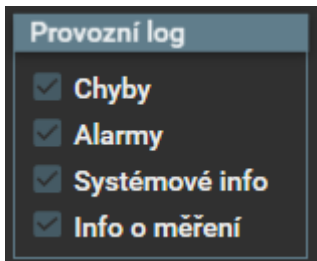 Provozní log
Chyby
Alarmy
Systémové info
Info o měření